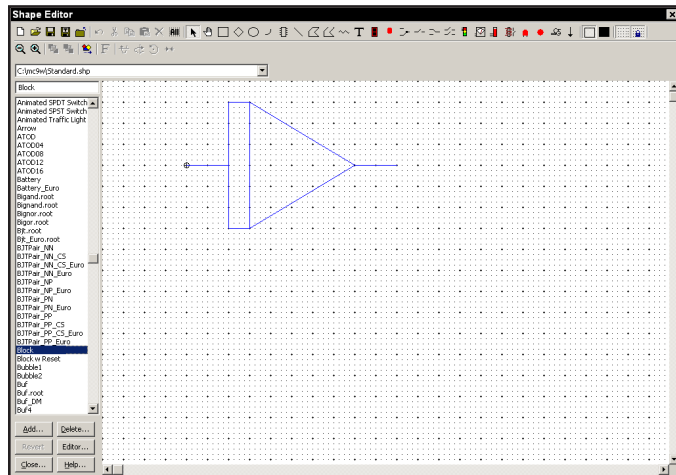 Shape Editor
C:\mc9w\Standard.shp
Block
Animated SPDT Switch
Animated SPST Switch
Animated Traffic Light
Arrow
ATOD
ATOD04
ATOD08
ATOD12
ATOD16
Battery
Battery_Euro
Bigand.root
Bignand.root
Bignor.root
Bigor.root
Bjt.root
Bjt_Euro.root
BJTPair_NN
BJTPair_NN_CS
BJTPair_NN_CS_Euro
BJTPair_NN_Euro
BJTPair_NP
BJTPair_NP_Euro
BJTPair_PN
BJTPair_PN_Euro
BJTPair_PP
BJTPair_PP_CS
BJTPair_PP_CS_Euro
BJTPair_PP_Euro
Block
Block w Reset
Bubble1
Bubble2
Buf
Buf.root
Buf_DM
Buf4
Add... Delete...
Revert Editor...
Close... Help...